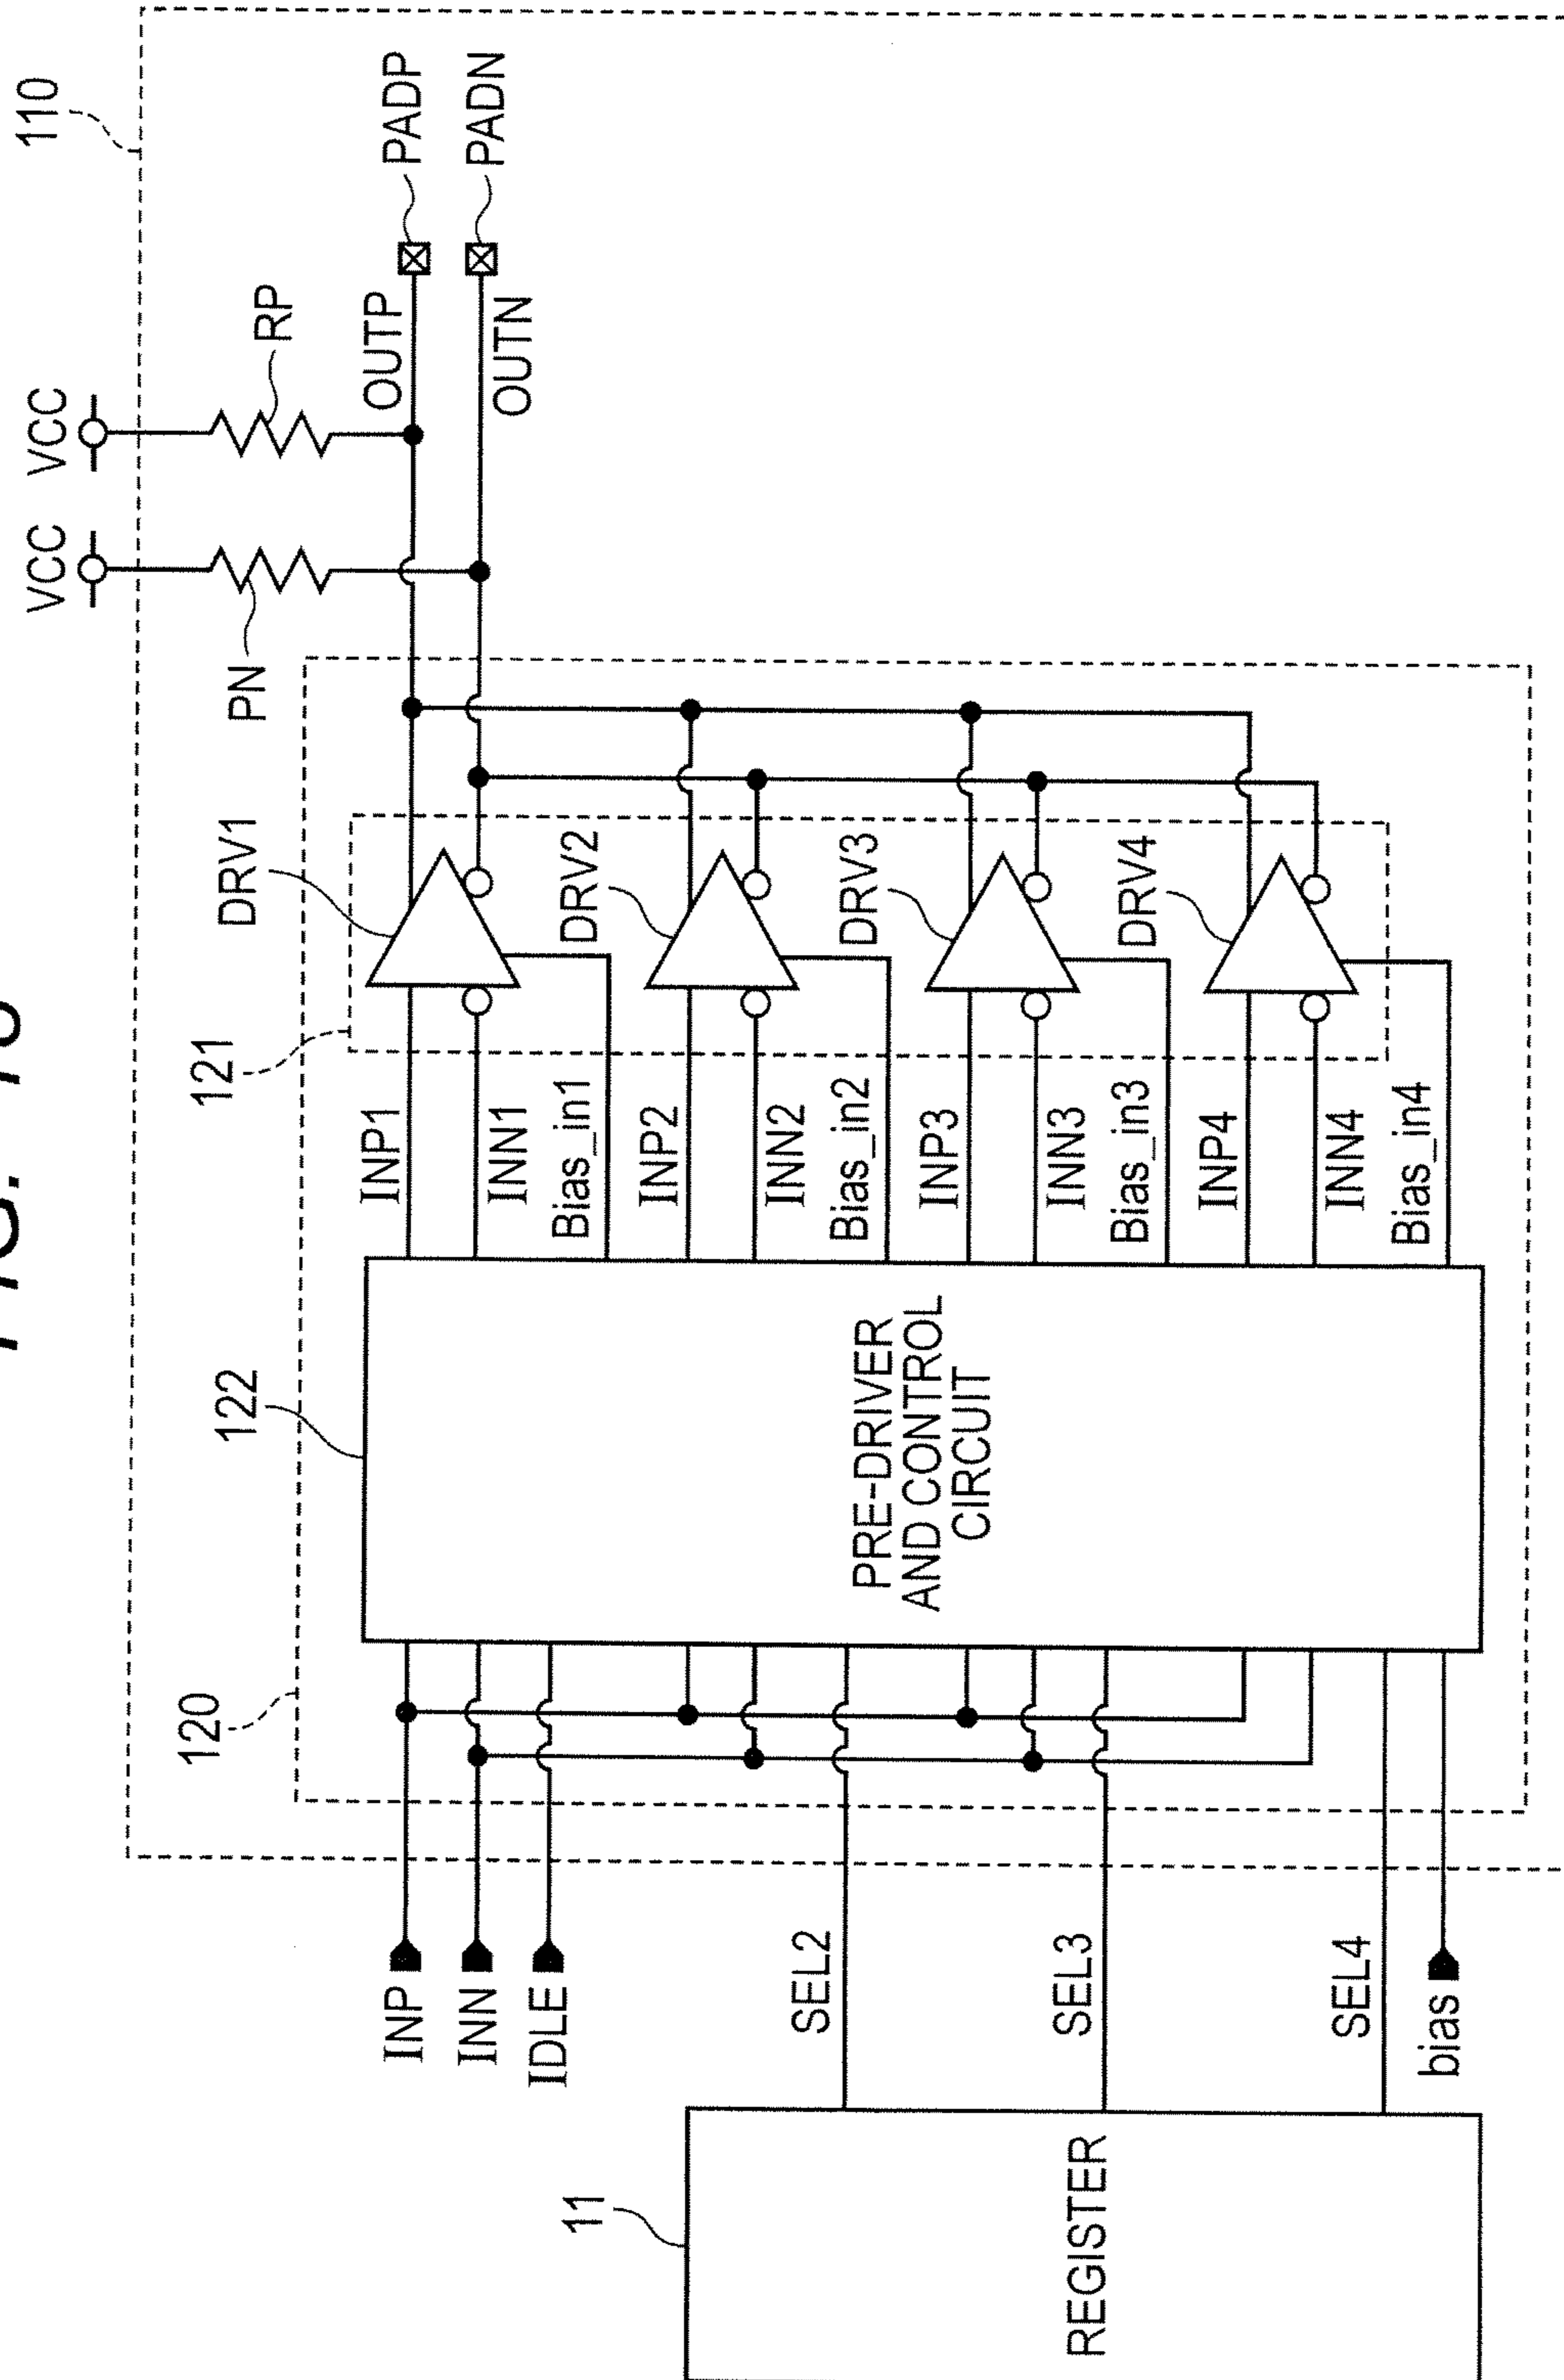 FIG.
VCC
VCC
110
120
122
121
DRV1
PN
RP
INP
INP1
OUTP
PADP
INN
INN1
OUTN
PADN
IDLE
Bias_in1
DRV2
11
INP2
SEL2
INN2
Bias_in2
DRV3
PRE-DRIVER
AND CONTROL
CIRCUIT
INP3
REGISTER
SEL3
INN3
Bias_in3
DRV4
INP4
SEL4
INN4
bias
Bias_in4